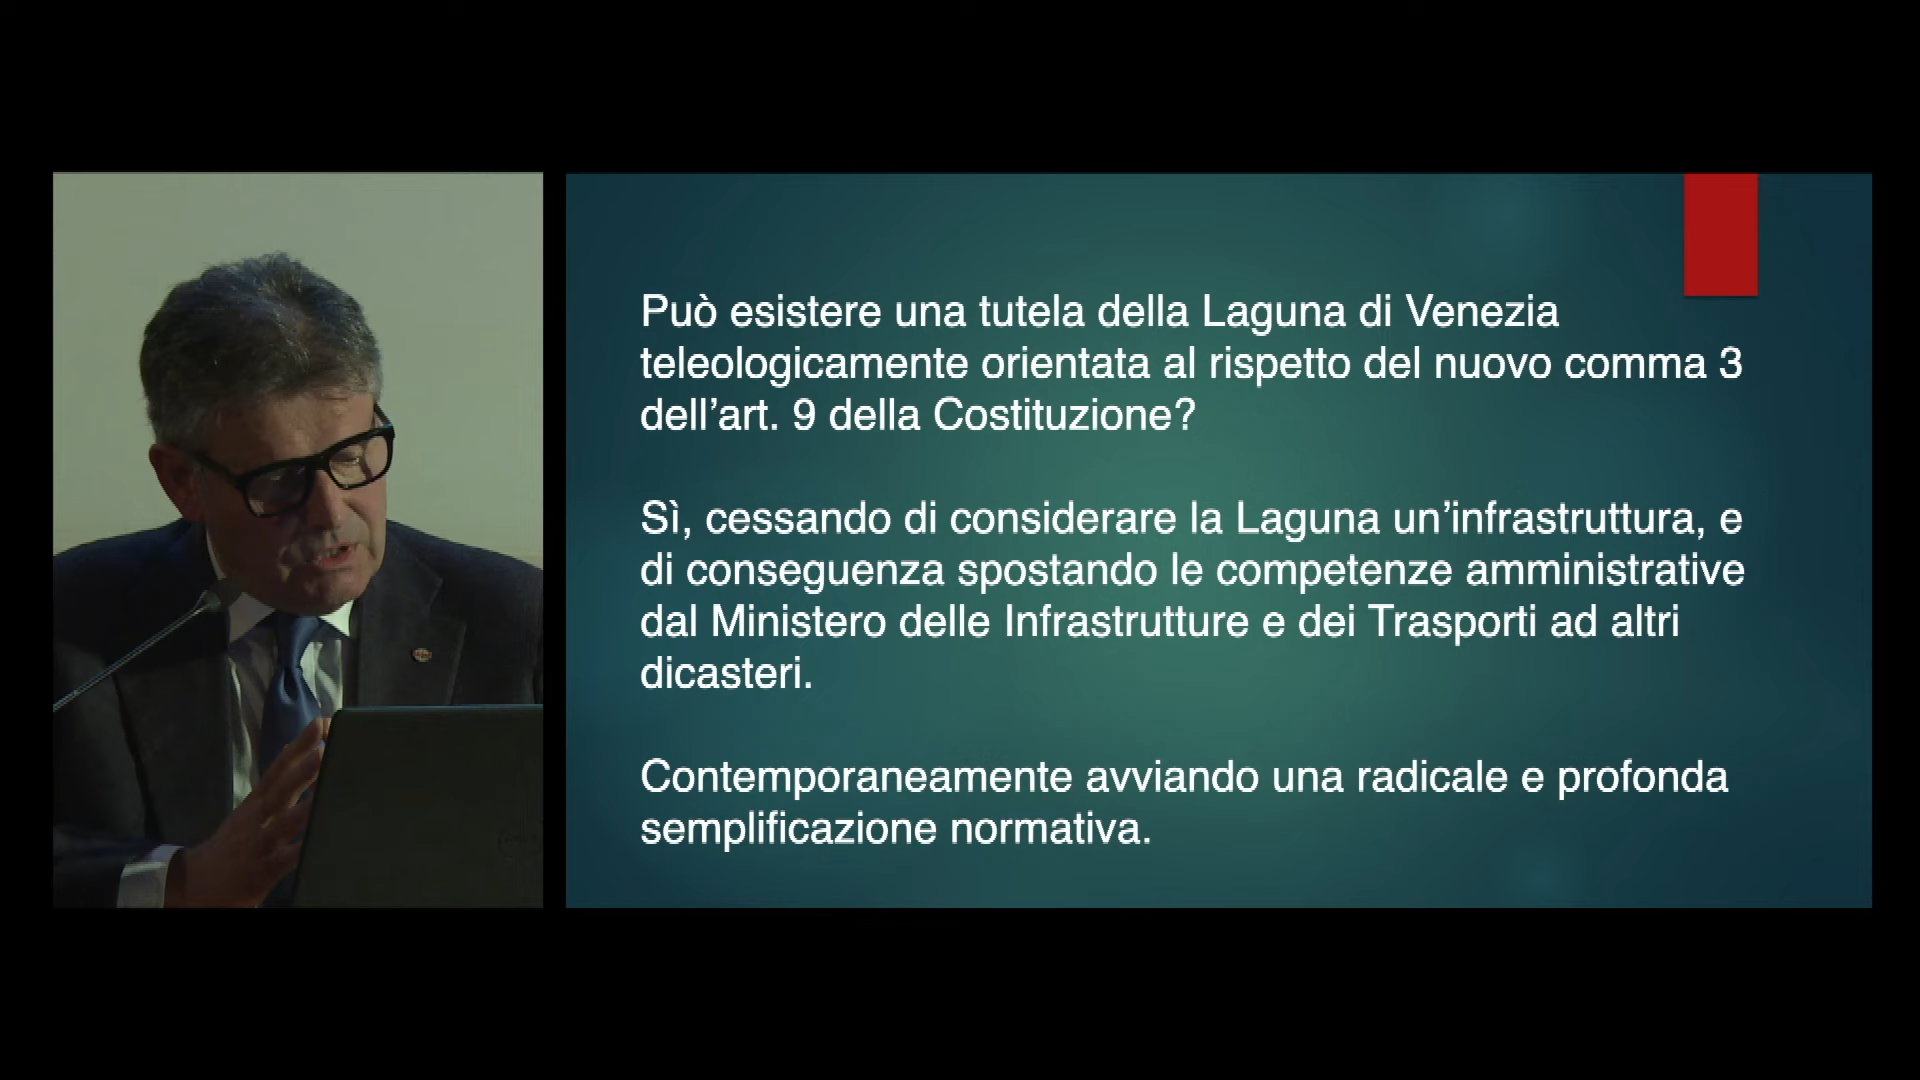 Può esistere una tutela della Laguna di Venezia
teleologicamente orientata al rispetto del nuovo comma 3
dell’art. 9 della Costituzione?
Sì, cessando di considerare la Laguna un’infrastruttura, e
di conseguenza spostando le competenze amministrative
dal Ministero delle Infrastrutture e dei Trasporti ad altri
dicasteri.
Contemporaneamente avviando una radicale e profonda
semplificazione normativa.